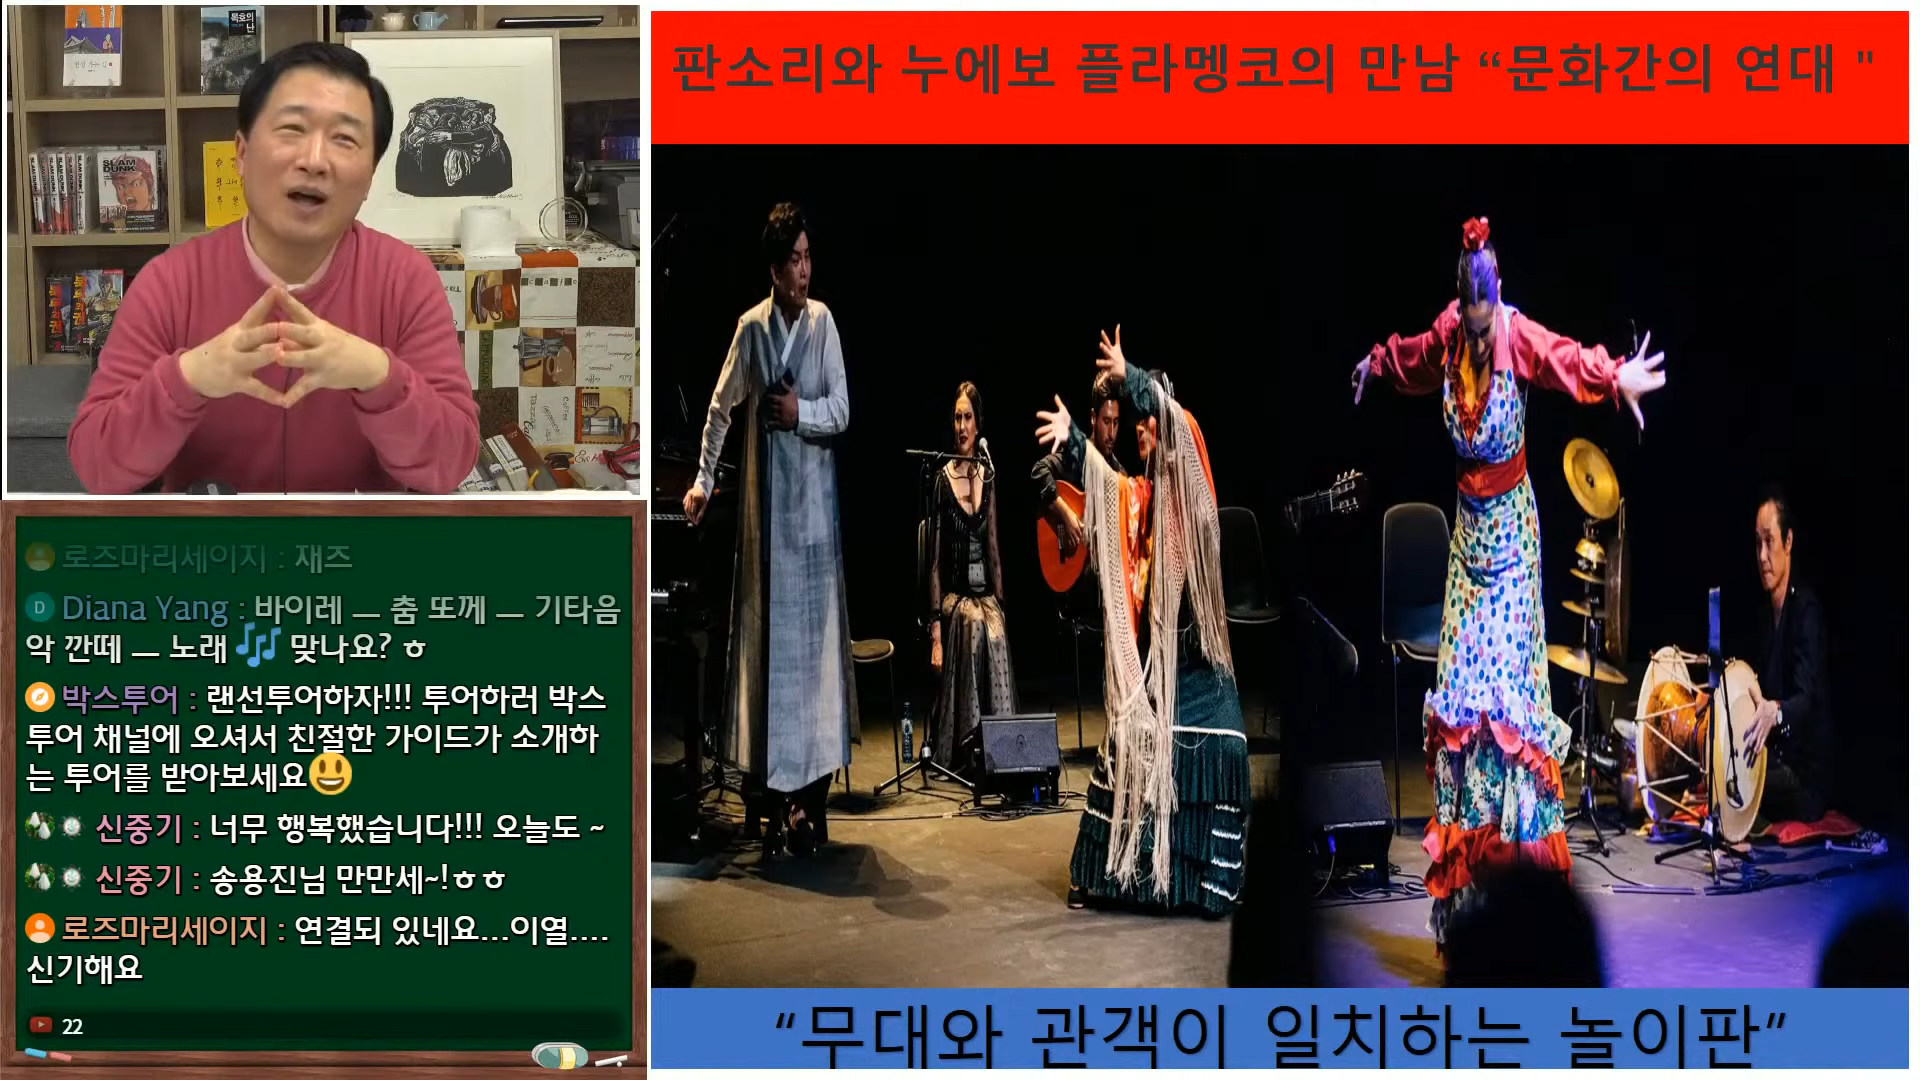 목호의
난
SLAM
DUNK
판소리와 누에보 플라멩코의 만남 “문화간의 연대 "
로즈마리세이지 : 재즈
D Diana Yang : 바이레 ㅡ 춤 또께 ㅡ 기타음
악 깐떼 ㅡ 노래 🎶 맞나요? ㅎ
박스투어 : 랜선투어하자!!! 투어하러 박스
투어 채널에 오셔서 친절한 가이드가 소개하
는 투어를 받아보세요😃
신중기 : 너무 행복했습니다!!! 오늘도 ~
신중기 : 송용진님 만만세~!ㅎㅎ
로즈마리세이지 : 연결되 있네요...이열....
신기해요
22
“무대와 관객이 일치하는 놀이판”